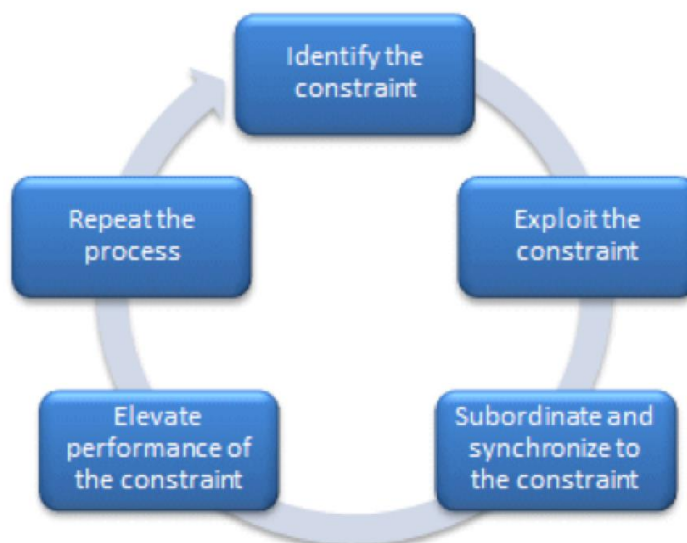 Identify the
constraint
Exploit the
constraint
Subordinate and
synchronize to
the constraint
Elevate
performance of
the constraint
Repeat the
process